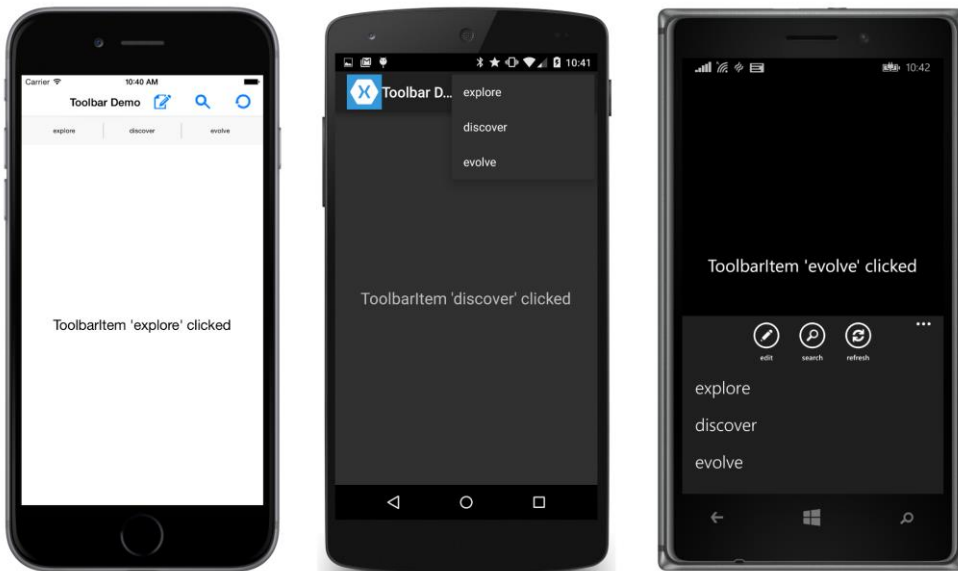 Carrier 10:40 AM
Toolbar Demo
explore discover evolve
ToolbarItem 'explore' clicked
10:41
Toolbar D...
explore
discover
evolve
ToolbarItem 'discover' clicked
10:42
ToolbarItem 'evolve' clicked
edit search refresh
explore
discover
evolve